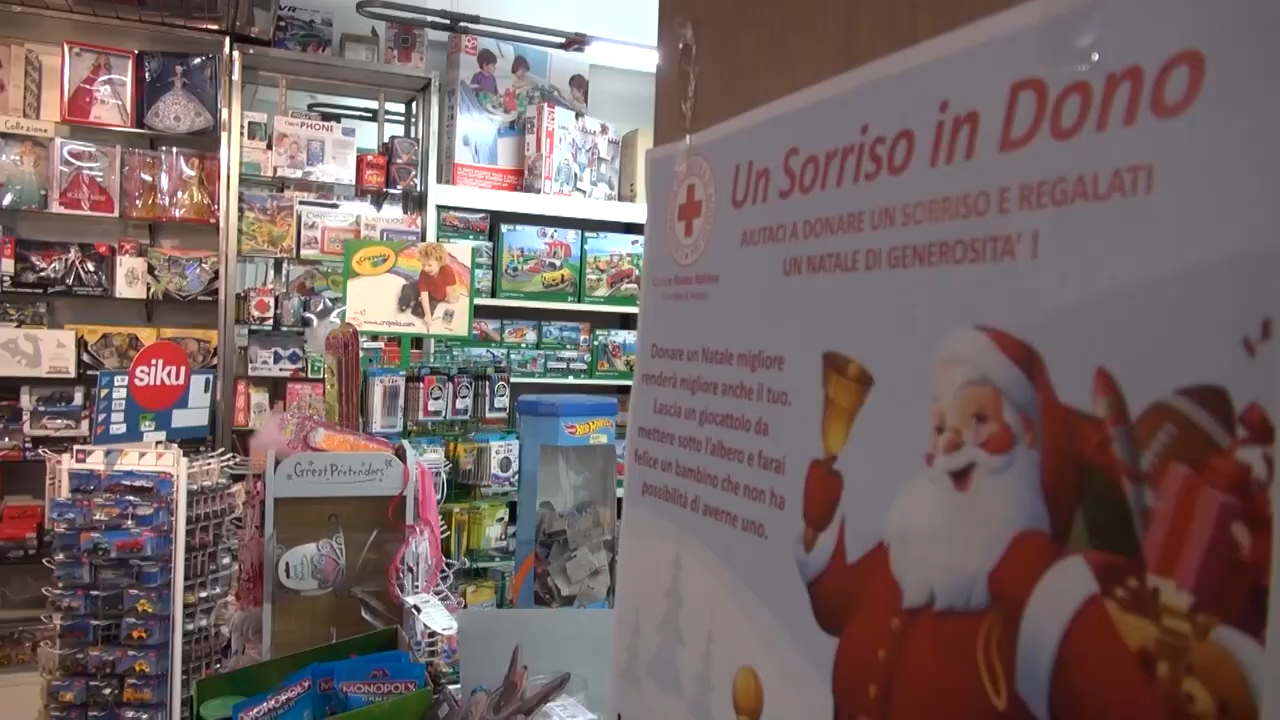 Un Sorriso in Dono
AIUTACI A DONARE UN SORRISO E REGALATI
UN NATALE DI GENEROSITA' !
Donare un Natale migliore
renderà migliore anche il tuo.
Lascia un giocattolo da
mettere sotto l'albero e farai
felice un bambino che non ha
possibilità di averne uno.
Collezione
PHONE
Crayola
siku
HOT WHEELS
Great Pretenders
MONOPOLY
MONOPOLY